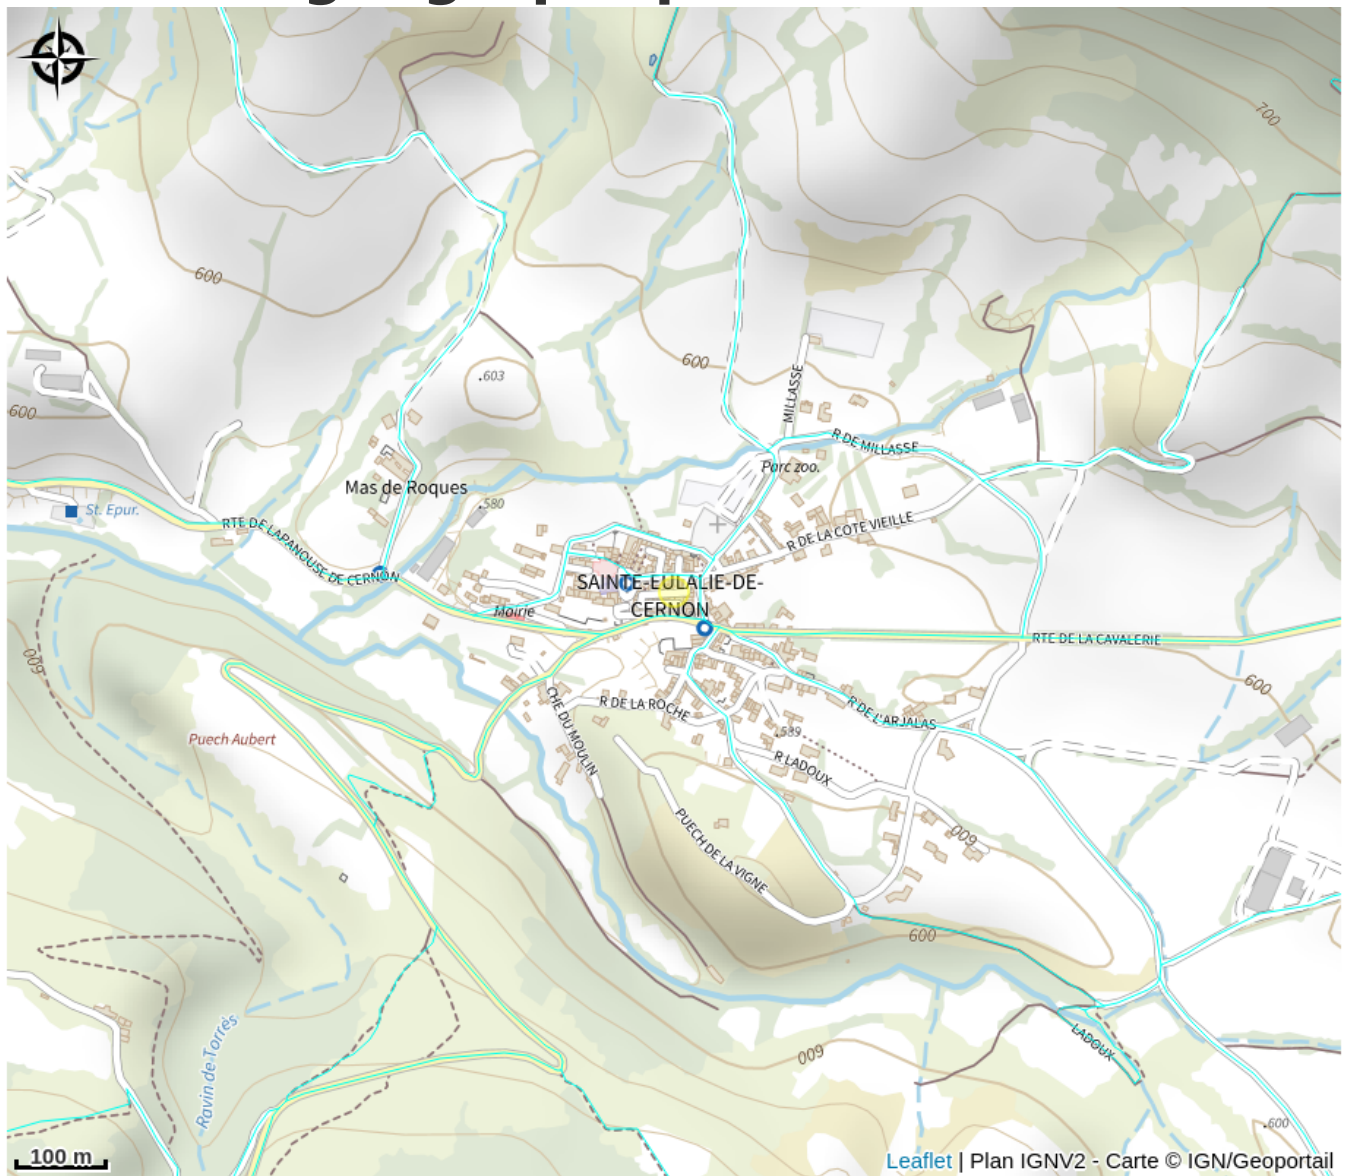 700
600
600
.603
600
MILLASSE
R DE MILLASSE
Parc zoo.
Mas de Roques
.580
St. Epur.
RTE DE LAPANOUSE DE CERNON
R DE LA COTE VIEILLE
SAINTE-EULALIE-DE-
CERNON
Mairie
RTE DE LA CAVALERIE
600
600
CHE DU MOULIN
R DE LA ROCHE
R DE L'ARJALAS
.589
Puech Aubert
R LADOUX
PUECH DE LA VIGNE
600
600
600
Ravin de Torrés
LADOUX
.600
100 m
Leaflet | Plan IGNV2 - Carte © IGN/Geoportail